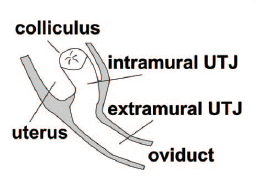 colliculus
intramural UTJ
extramural UTJ
uterus
oviduct